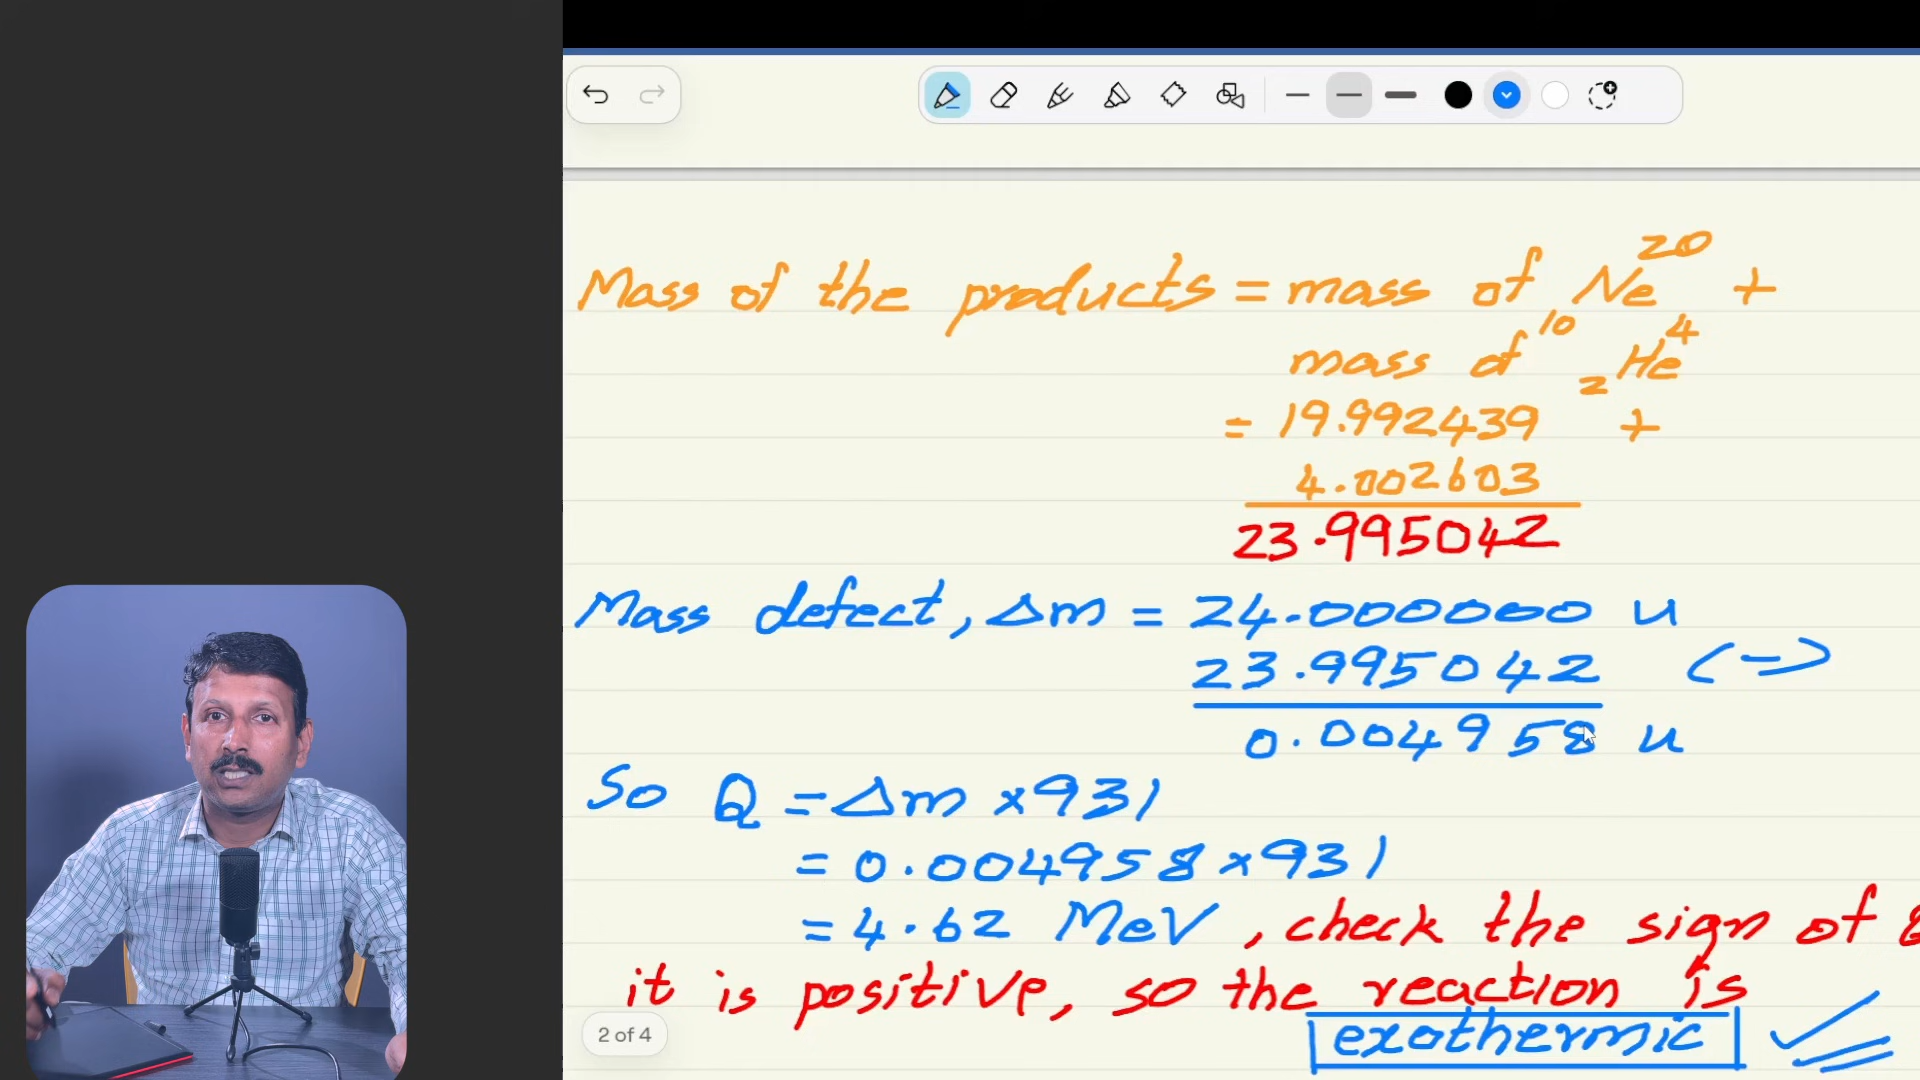 Mass of the products = mass of ₁₀Ne²⁰ +
mass of ₂He⁴
= 19.992439 +
4.002603
23.995042
Mass defect, Δm = 24.000000 u
23.995042 (-)
0.004958 u
So Q = Δm ×931
= 0.004958×931
= 4.62 MeV, check the sign of
it is positive, so the reaction is
exothermic
2 of 4